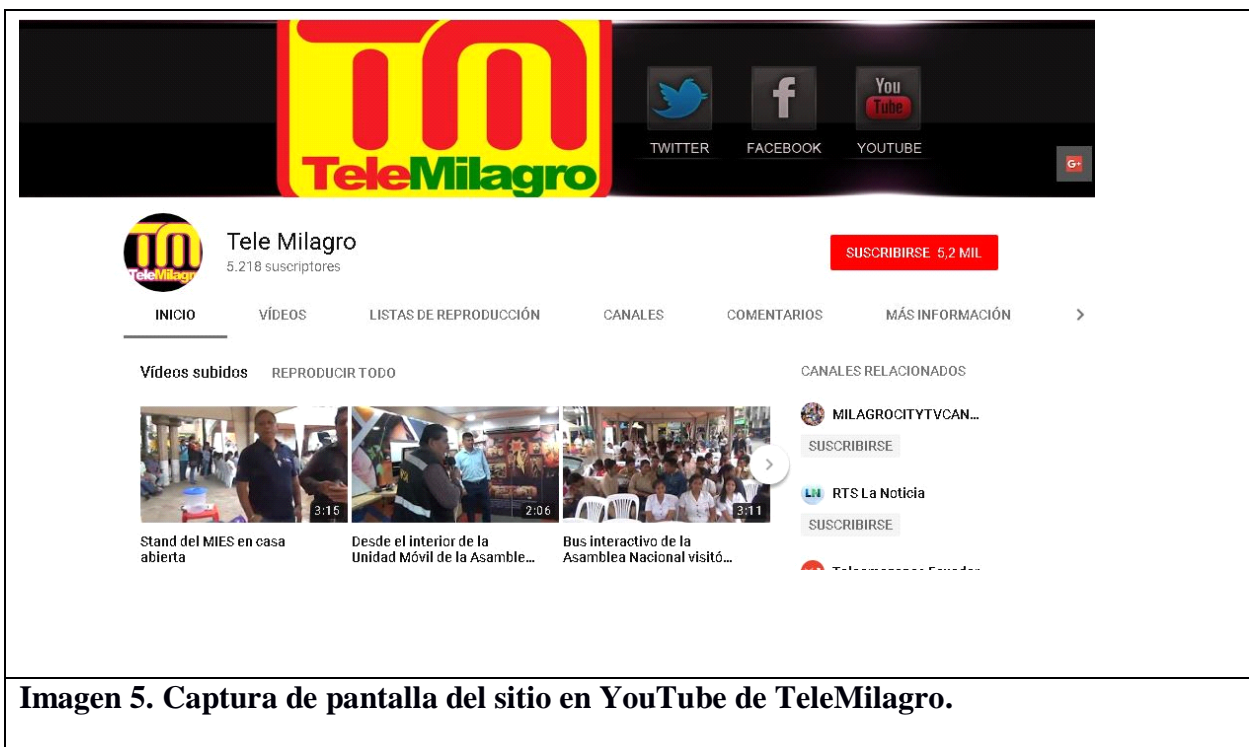 TM
TeleMilagro
TWITTER FACEBOOK YOUTUBE
You
Tube
G+
TM
TeleMilagro
Tele Milagro
5.218 suscriptores
SUSCRIBIRSE 5,2 MIL
INICIO VÍDEOS LISTAS DE REPRODUCCIÓN CANALES COMENTARIOS MÁS INFORMACIÓN >
Vídeos subidos REPRODUCIR TODO
3:15
Stand del MIES en casa
abierta
2:06
Desde el interior de la
Unidad Móvil de la Asamble...
3:11
Bus interactivo de la
Asamblea Nacional visitó...
CANALES RELACIONADOS
MILAGROCITYTVCAN...
SUSCRIBIRSE
LN RTS La Noticia
SUSCRIBIRSE
Imagen 5. Captura de pantalla del sitio en YouTube de TeleMilagro.